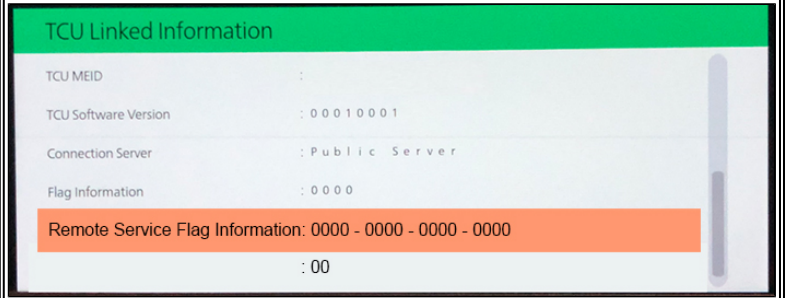 TCU Linked Information
TCU MEID :
TCU Software Version : 00010001
Connection Server : Public Server
Flag Information : 0000
Remote Service Flag Information: 0000 - 0000 - 0000 - 0000
: 00